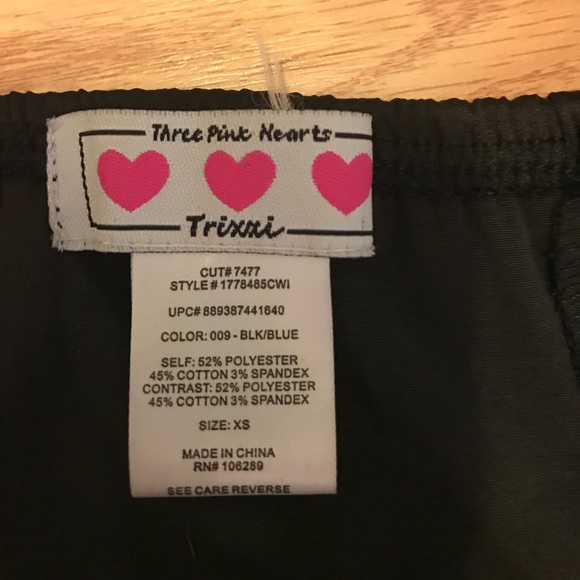 Three Pink Hearts
Trixxi
CUT# 7477
STYLE # 1778485CWI
UPC# 889387441640
COLOR: 009 - BLK/BLUE
SELF: 52% POLYESTER
45% COTTON 3% SPANDEX
CONTRAST: 52% POLYESTER
45% COTTON 3% SPANDEX
SIZE: XS
MADE IN CHINA
RN# 106289
SEE CARE REVERSE